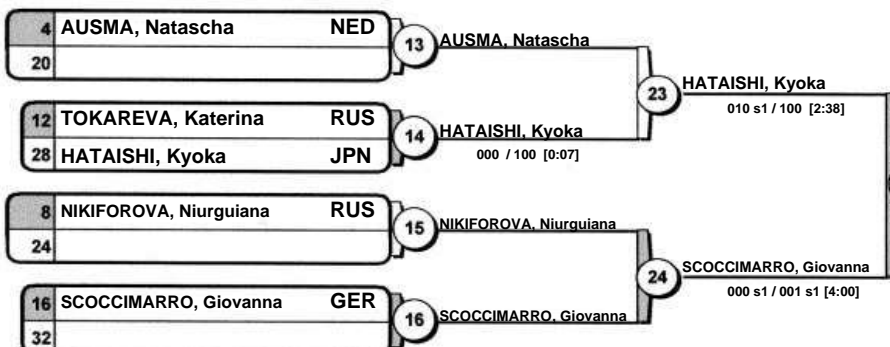 4 AUSMA, Natascha NED
20
13 AUSMA, Natascha
12 TOKAREVA, Katerina RUS
28 HATAISHI, Kyoka JPN
14 HATAISHI, Kyoka
000 / 100 [0:07]
23 HATAISHI, Kyoka
010 s1 / 100 [2:38]
8 NIKIFOROVA, Niurguiana RUS
24
15 NIKIFOROVA, Niurguiana
16 SCOCCIMARRO, Giovanna GER
32
16 SCOCCIMARRO, Giovanna
24 SCOCCIMARRO, Giovanna
000 s1 / 001 s1 [4:00]